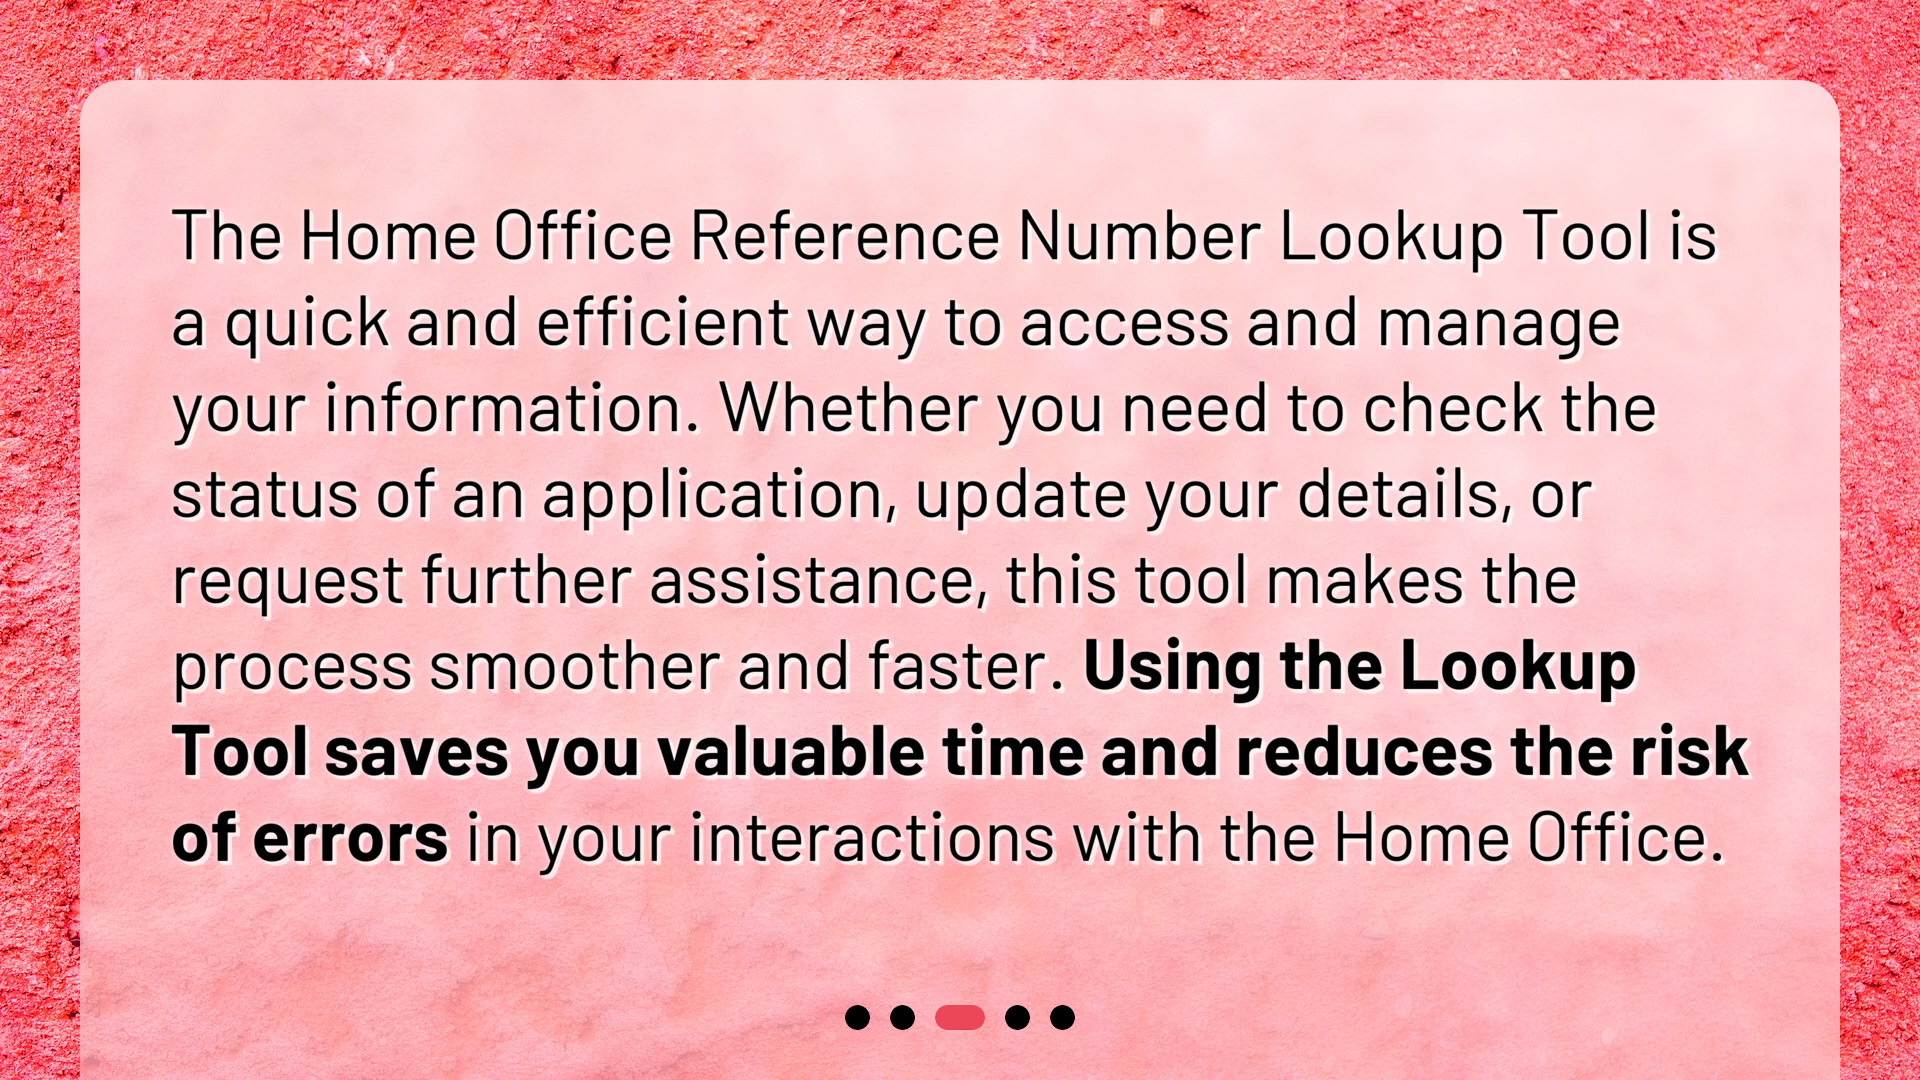 The Home Office Reference Number Lookup Tool is
a quick and efficient way to access and manage
your information. Whether you need to check the
status of an application, update your details, or
request further assistance, this tool makes the
process smoother and faster. Using the Lookup
Tool saves you valuable time and reduces the risk
of errors in your interactions with the Home Office.